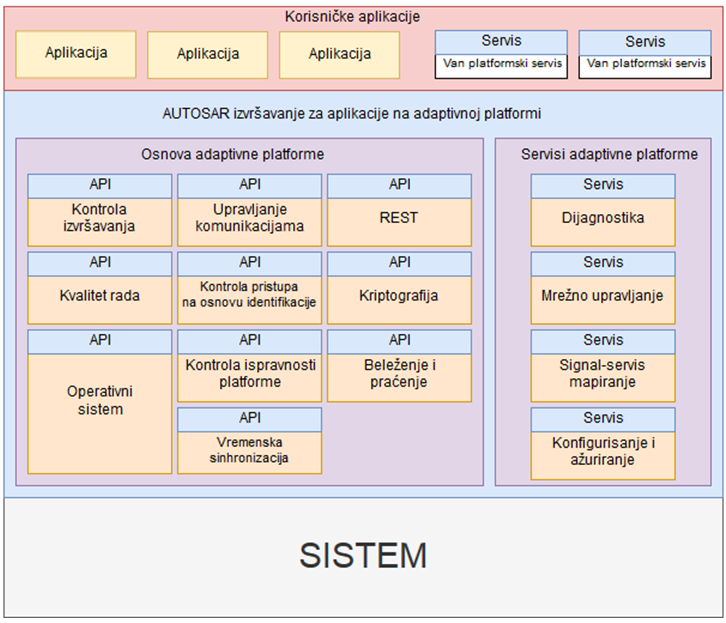 Korisničke aplikacije
Aplikacija
Aplikacija
Aplikacija
Servis
Van platformski servis
Servis
Van platformski servis
AUTOSAR izvršavanje za aplikacije na adaptivnoj platformi
Osnova adaptivne platforme
API
Kontrola
izvršavanja
API
Upravljanje
komunikacijama
API
REST
API
Kvalitet rada
API
Kontrola pristupa
na osnovu identifikacije
API
Kriptografija
API
Operativni
sistem
API
Kontrola ispravnosti
platforme
API
Beleženje i
praćenje
API
Vremenska
sinhronizacija
Servisi adaptivne platforme
Servis
Dijagnostika
Servis
Mrežno upravljanje
Servis
Signal-servis
mapiranje
Servis
Konfigurisanje i
ažuriranje
SISTEM